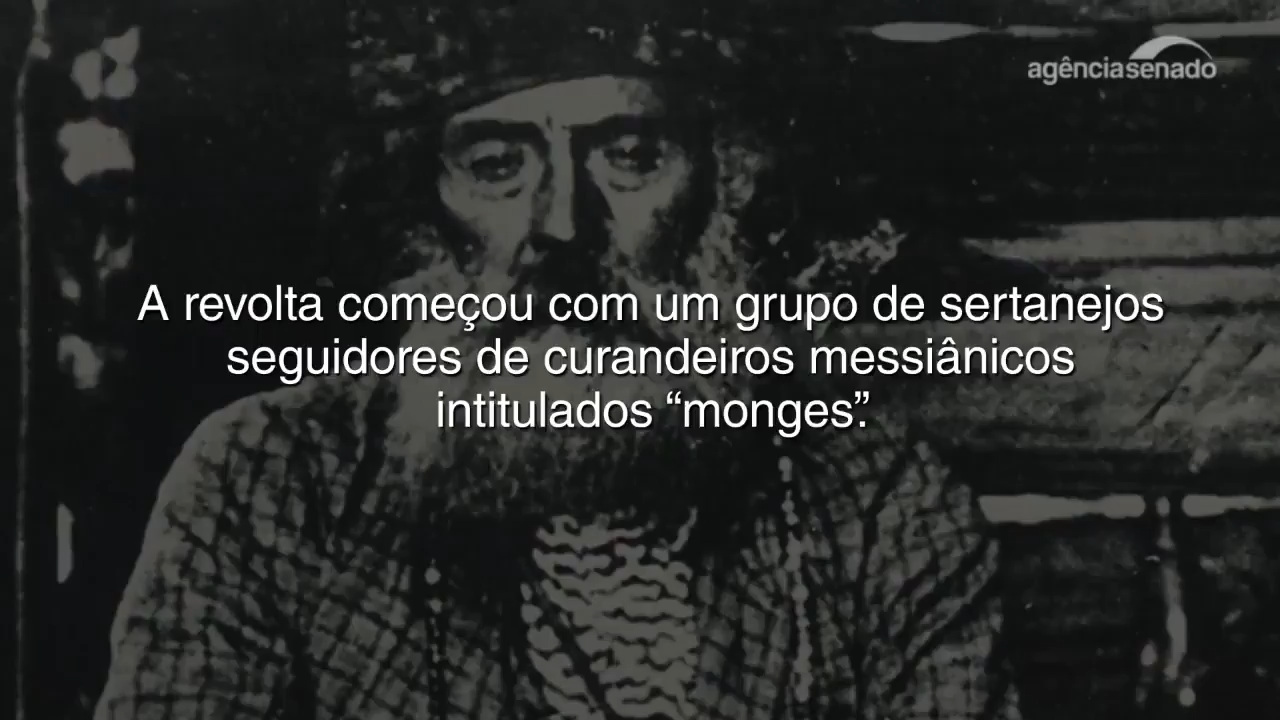 agênciasenado
A revolta começou com um grupo de sertanejos
seguidores de curandeiros messiânicos
intitulados “monges”.